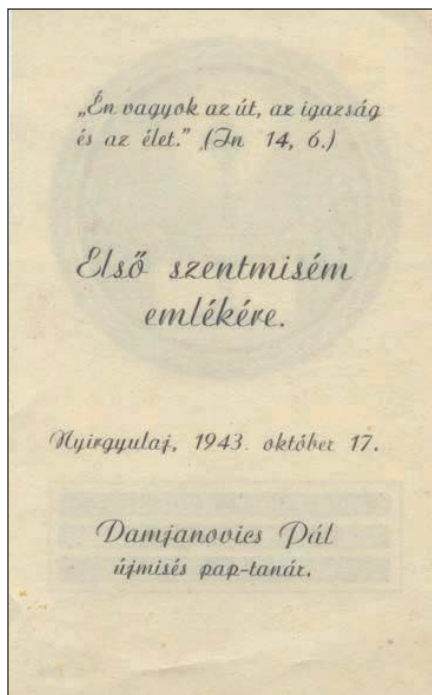 „Én vagyok az út, az igazság
és az élet.” (Jn 14, 6.)
Első szentmisém
emlékére.
Nyirgyulaj, 1943. október 17.
Damjanovics Pál
újmisés pap-tanár.